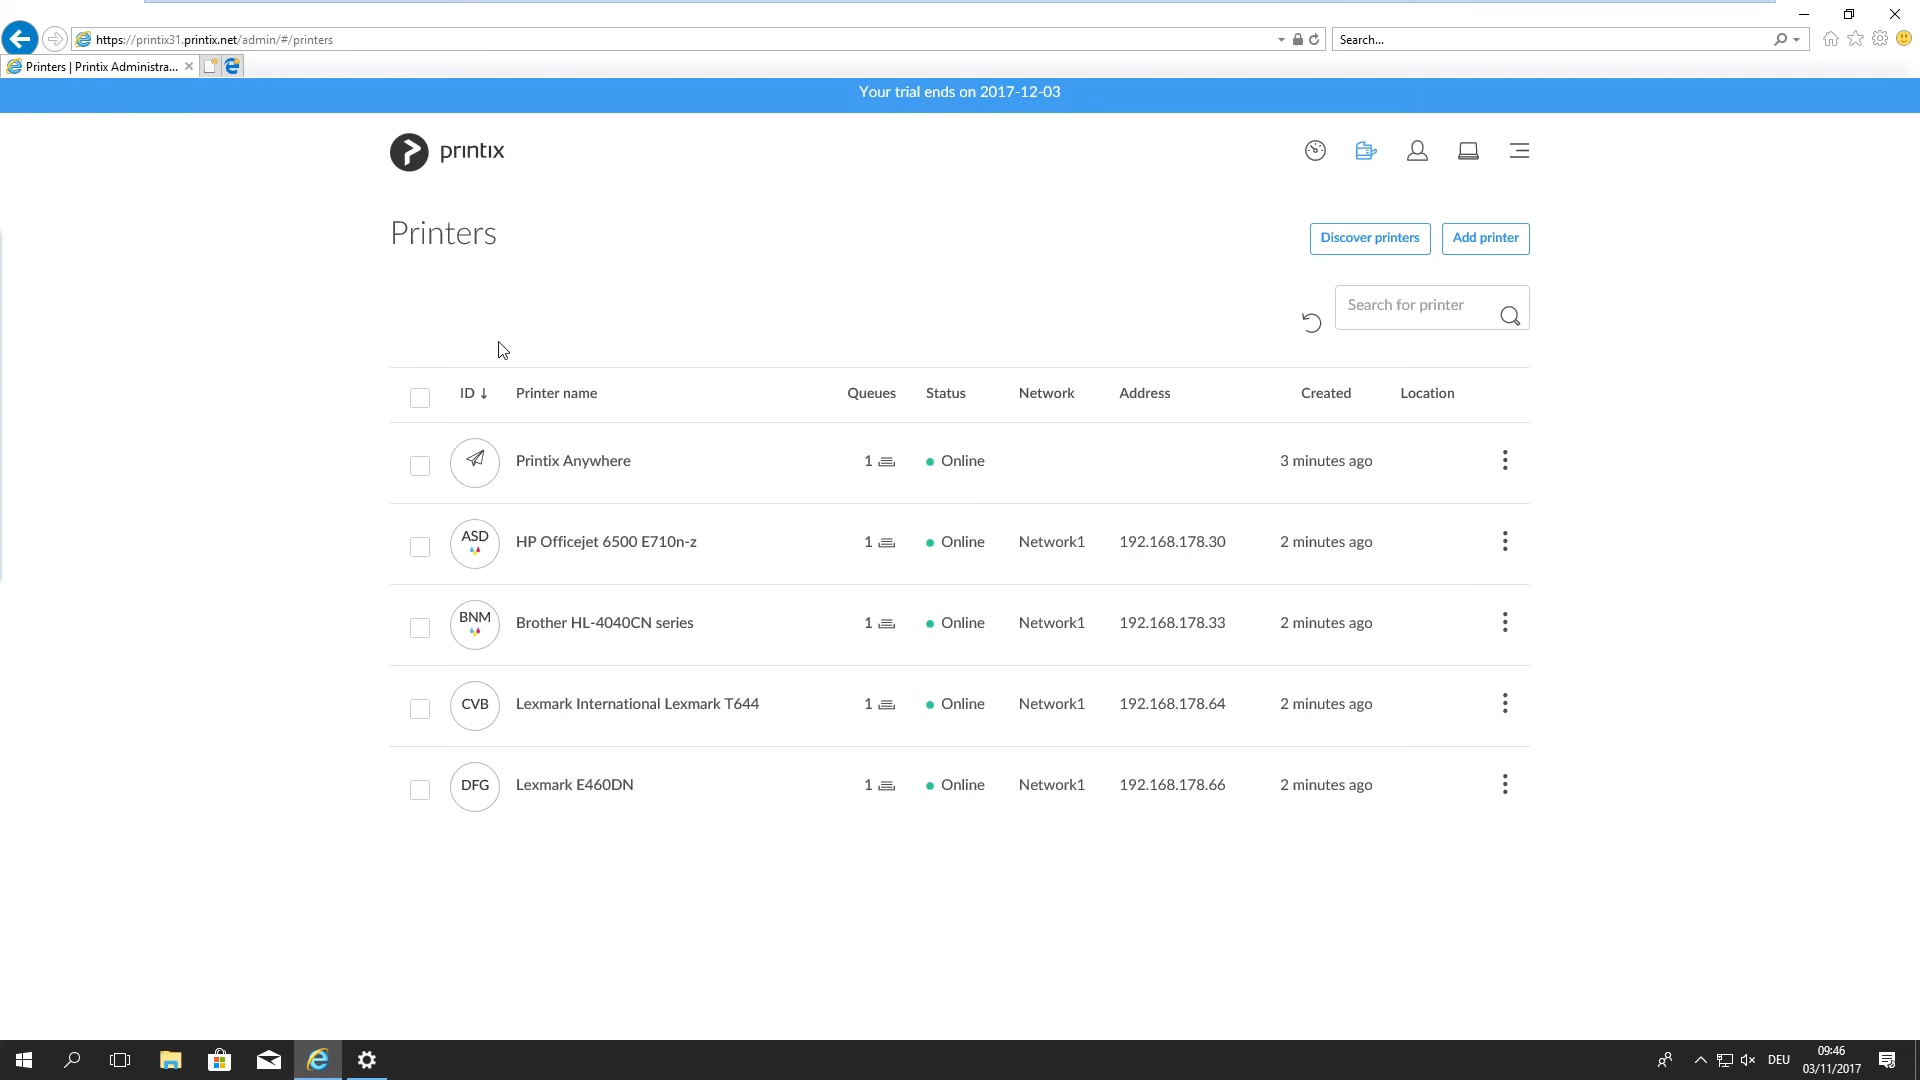 https://printix31.printix.net/admin/#/printers
Search...
Printers | Printix Administra...
Your trial ends on 2017-12-03
printix
Printers
Discover printers
Add printer
Search for printer
ID ↓ Printer name Queues Status Network Address Created Location
Printix Anywhere 1 Online 3 minutes ago
ASD HP Officejet 6500 E710n-z 1 Online Network1 192.168.178.30 2 minutes ago
BNM Brother HL-4040CN series 1 Online Network1 192.168.178.33 2 minutes ago
CVB Lexmark International Lexmark T644 1 Online Network1 192.168.178.64 2 minutes ago
DFG Lexmark E460DN 1 Online Network1 192.168.178.66 2 minutes ago
DEU
09:46
03/11/2017